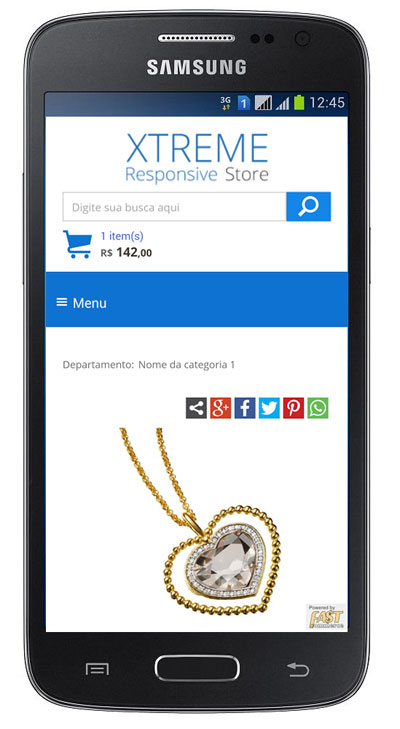 SAMSUNG
3G 1 12:45
XTREME
Responsive Store
Digite sua busca aqui
1 item(s)
R$ 142,00
≡ Menu
Departamento: Nome da categoria 1
g+ f
Powered by
FAST
COMMERCE